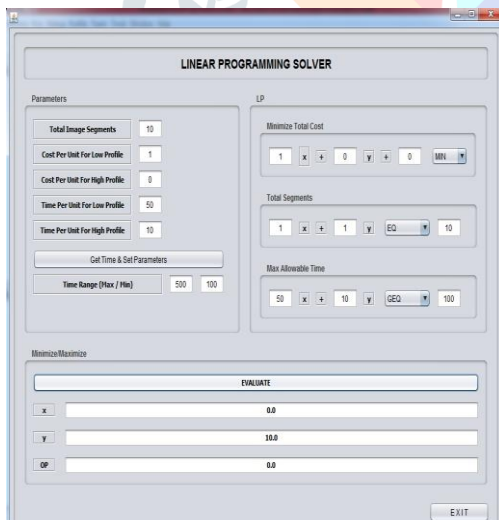 LINEAR PROGRAMMING SOLVER
Parameters
Total Image Segments 10
Cost Per Unit For Low Profile 1
Cost Per Unit For High Profile 0
Time Per Unit For Low Profile 50
Time Per Unit For High Profile 10
Get Time & Set Parameters
Time Range (Max / Min) 500 100
LP
Minimize Total Cost
1 x + 0 y + 0 MIN
Total Segments
1 x + 1 y EQ 10
Max Allowable Time
50 x + 10 y GEQ 100
Minimize/Maximize
EVALUATE
x 0.0
y 10.0
OP 0.0
EXIT